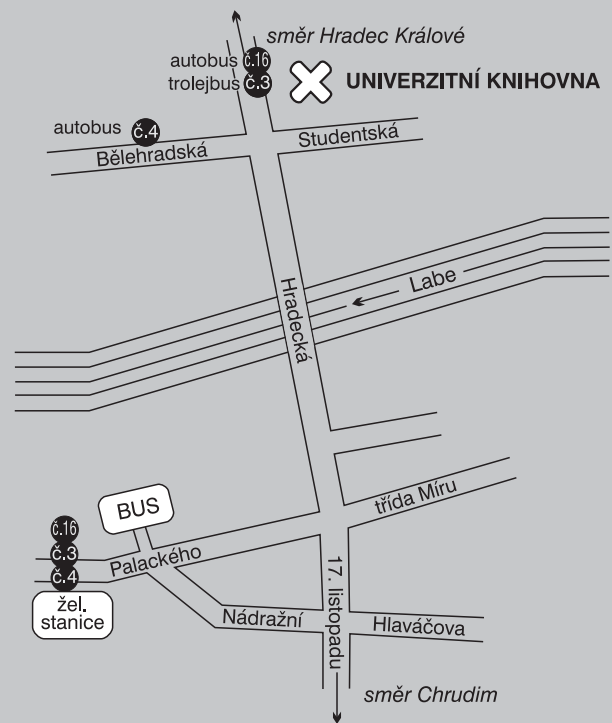 směr Hradec Králové
autobus č.16
trolejbus č.3
UNIVERZITNÍ KNIHOVNA
autobus č.4
Studentská
Bělehradská
Labe
Hradecká
třída Míru
BUS
č.16
č.3
č.4
Palackého
žel.
stanice
17. listopadu
Nádražní
Hlaváčova
směr Chrudim